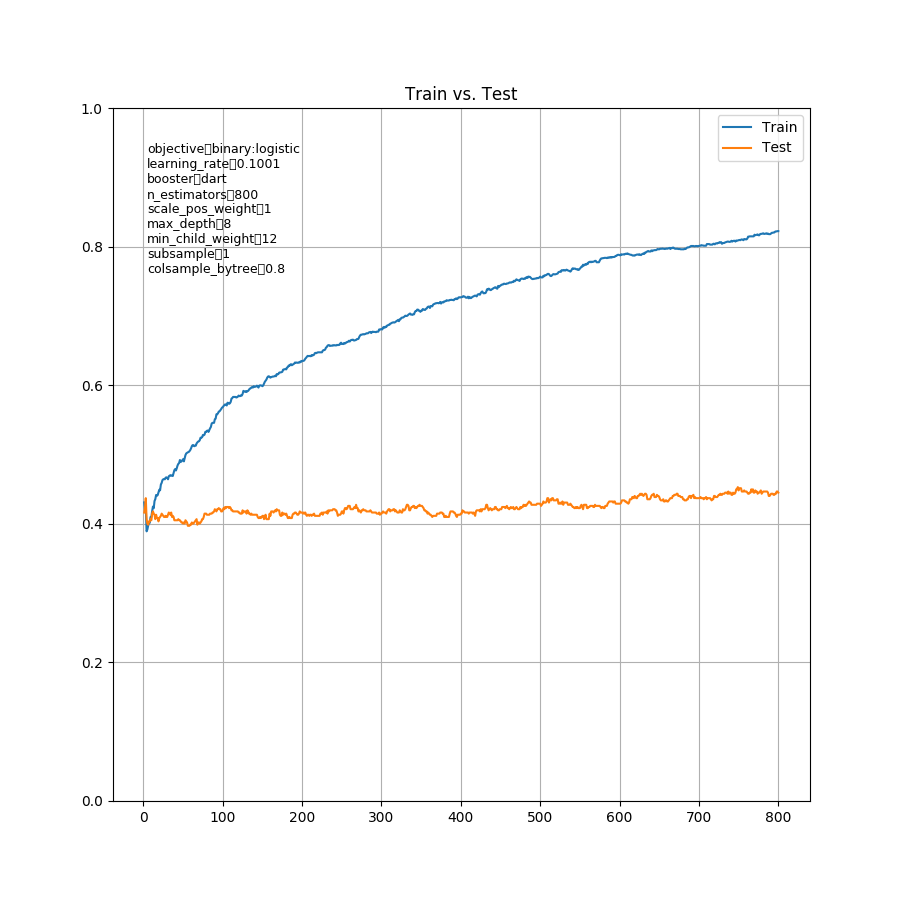 Train vs. Test
1.0
0.8
0.6
0.4
0.2
0.0
objective▯binary:logistic
learning_rate▯0.1001
booster▯dart
n_estimators▯800
scale_pos_weight▯1
max_depth▯8
min_child_weight▯12
subsample▯1
colsample_bytree▯0.8
Train
Test
0 100 200 300 400 500 600 700 800